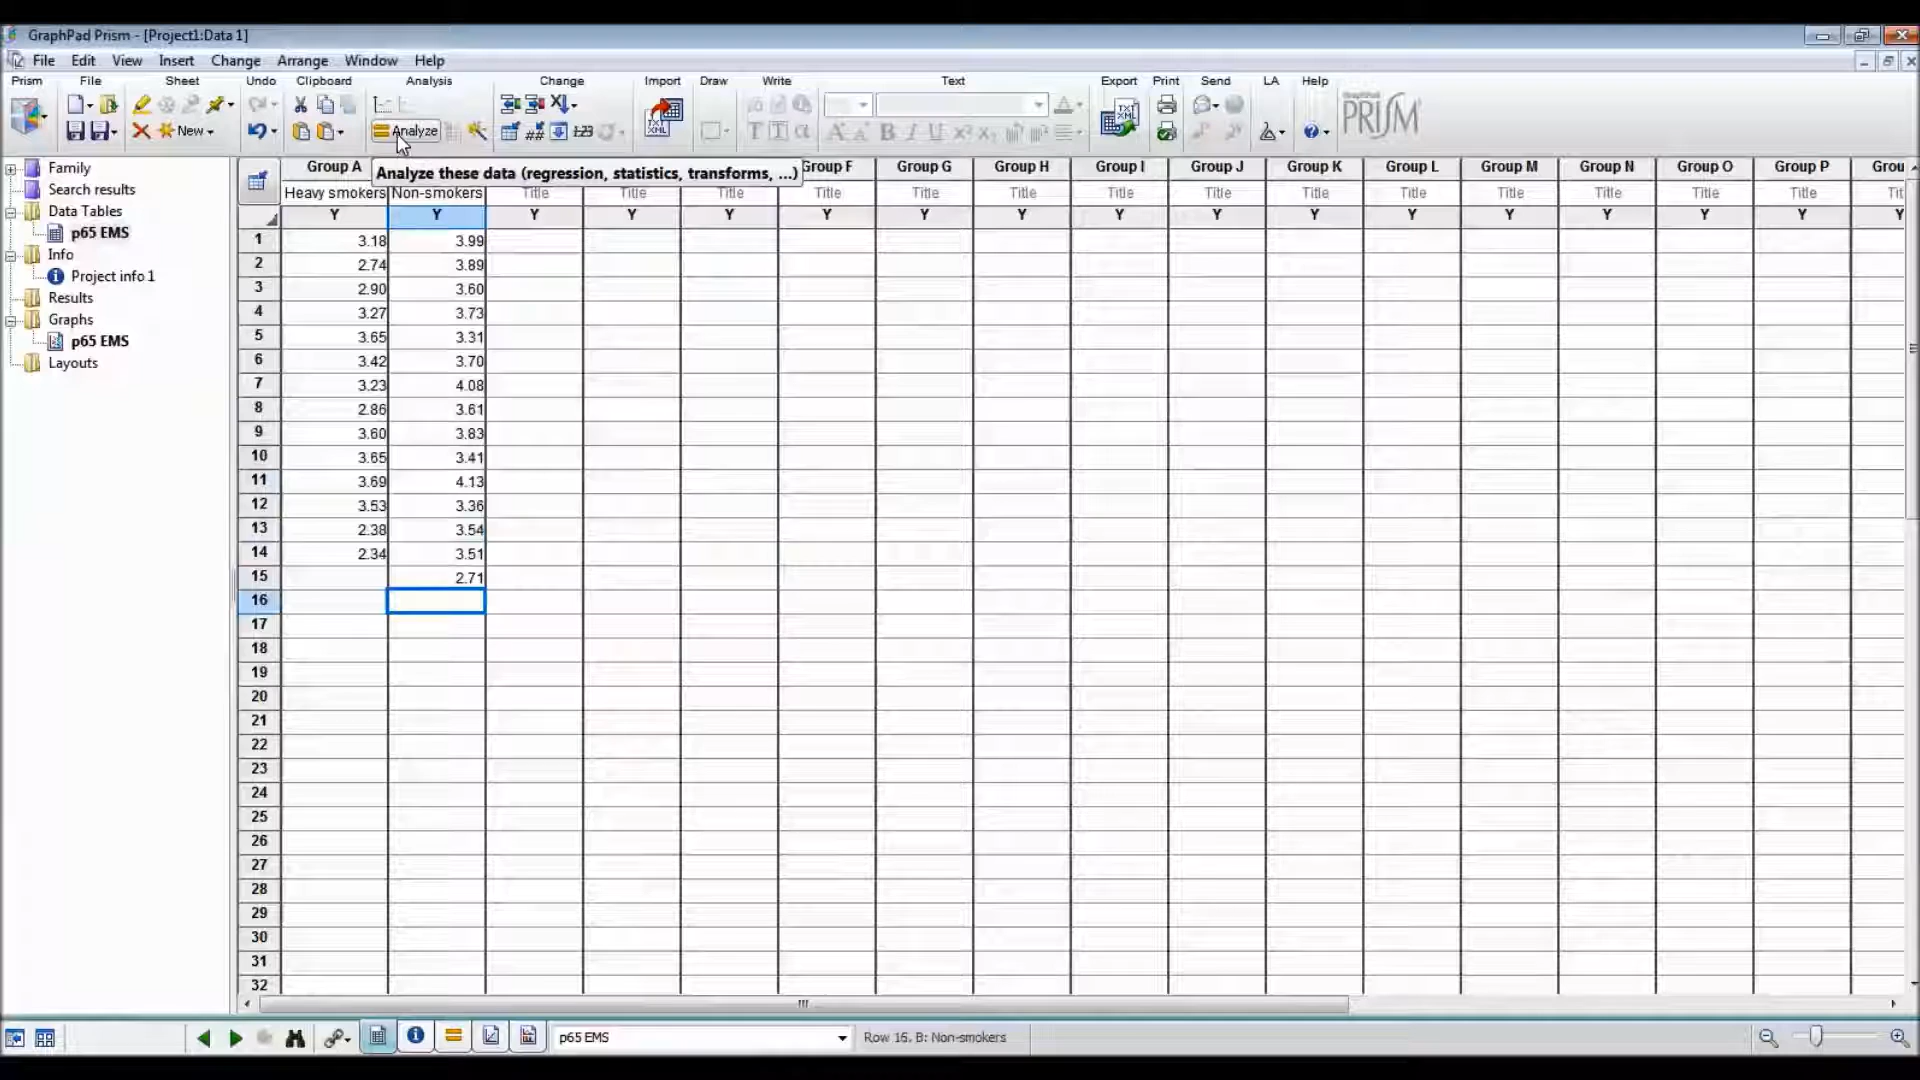 GraphPad Prism - [Project1:Data 1]
File Edit View Insert Change Arrange Window Help
Prism File Sheet Undo Clipboard Analysis Change Import Draw Write Text Export Print Send LA Help
New
Analyze
GraphPad PRISM
Analyze these data (regression, statistics, transforms, ...)
Family
Search results
Data Tables
p65 EMS
Info
Project info 1
Results
Graphs
p65 EMS
Layouts
Group A Group F Group G Group H Group I Group J Group K Group L Group M Group N Group O Group P Grou
Heavy smokers Non-smokers Title Title Title Title Title Title Title Title Title Title Title Title Title Title Tit
Y Y Y Y Y Y Y Y Y Y Y Y Y Y Y Y Y
1 3.18 3.99
2 2.74 3.89
3 2.90 3.60
4 3.27 3.73
5 3.65 3.31
6 3.42 3.70
7 3.23 4.08
8 2.86 3.61
9 3.60 3.83
10 3.65 3.41
11 3.69 4.13
12 3.53 3.36
13 2.38 3.54
14 2.34 3.51
15 2.71
16
17
18
19
20
21
22
23
24
25
26
27
28
29
30
31
32
p65 EMS Row 16, B: Non-smokers